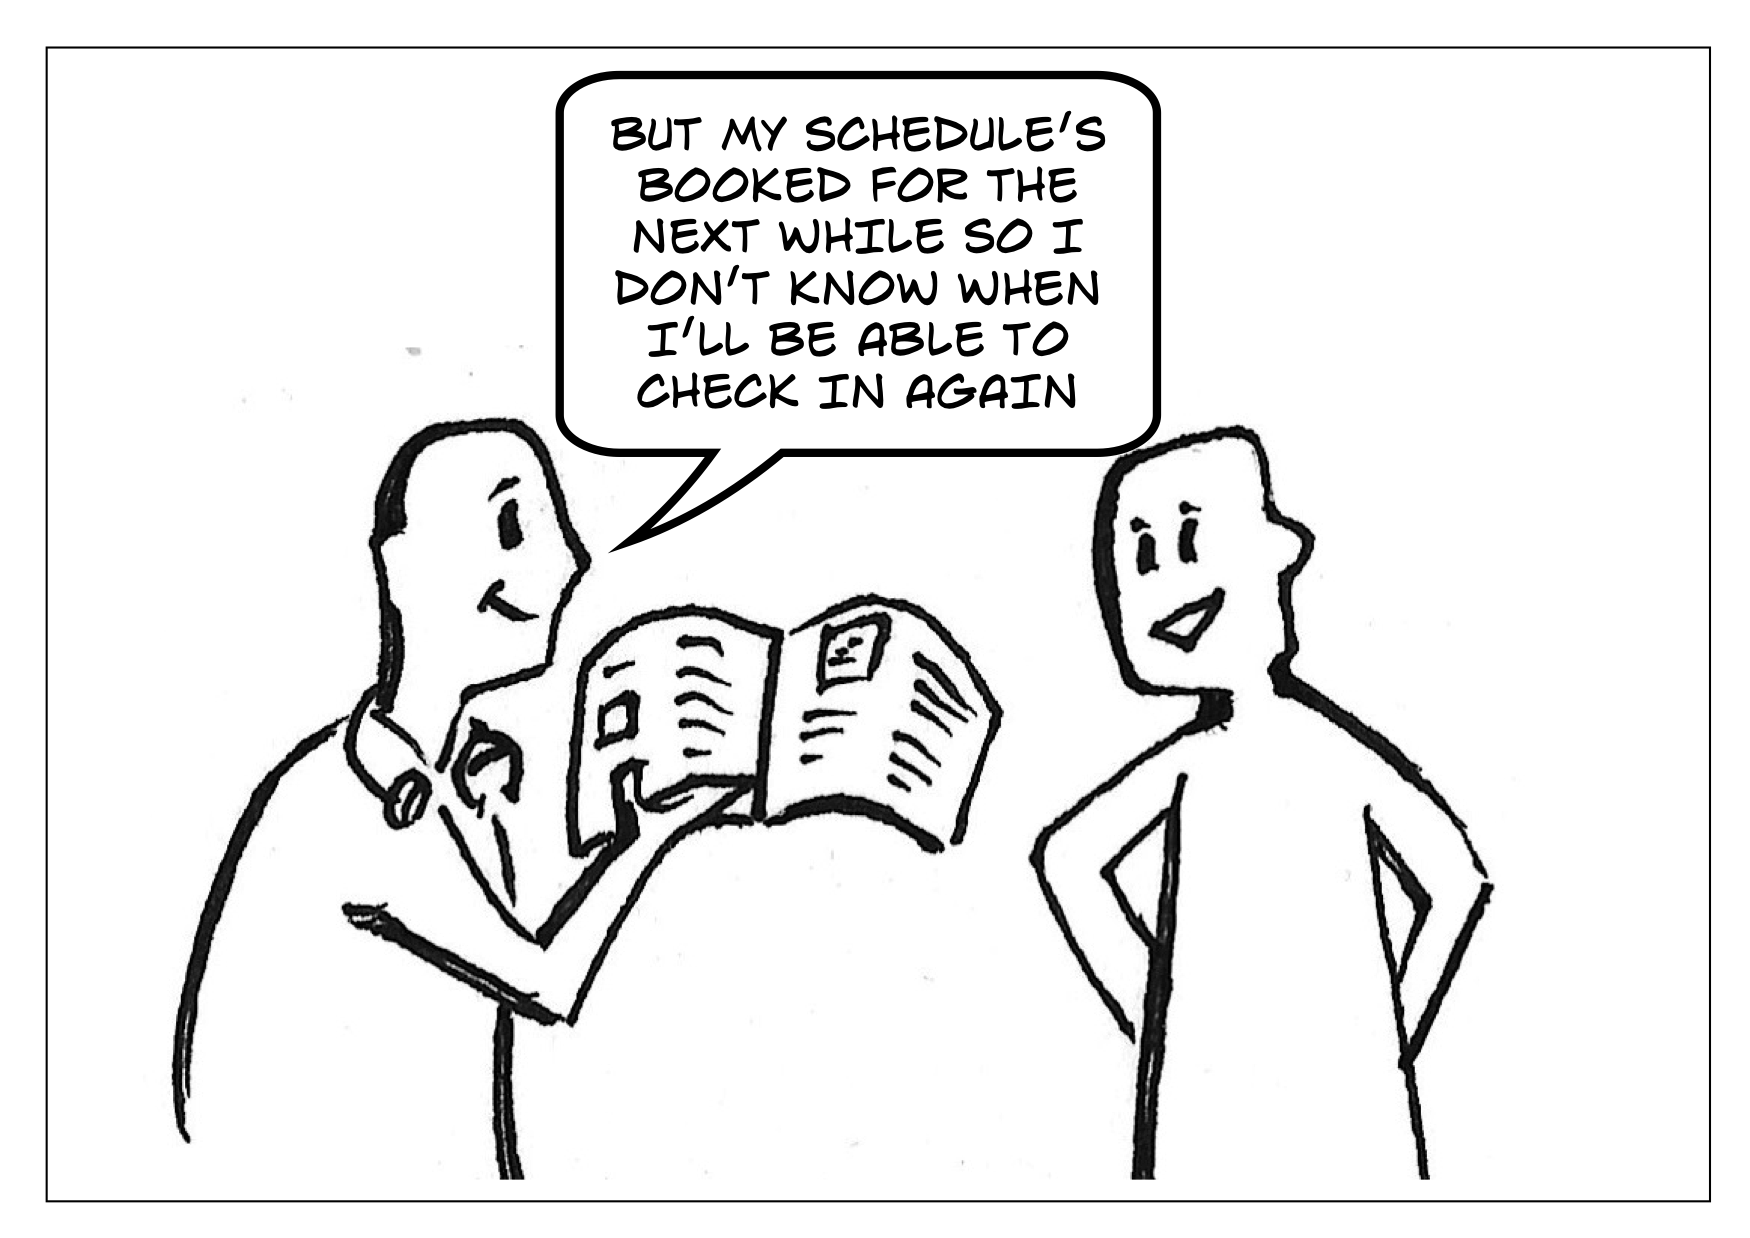 BUT MY SCHEDULE'S
BOOKED FOR THE
NEXT WHILE SO I
DON'T KNOW WHEN
I'LL BE ABLE TO
CHECK IN AGAIN